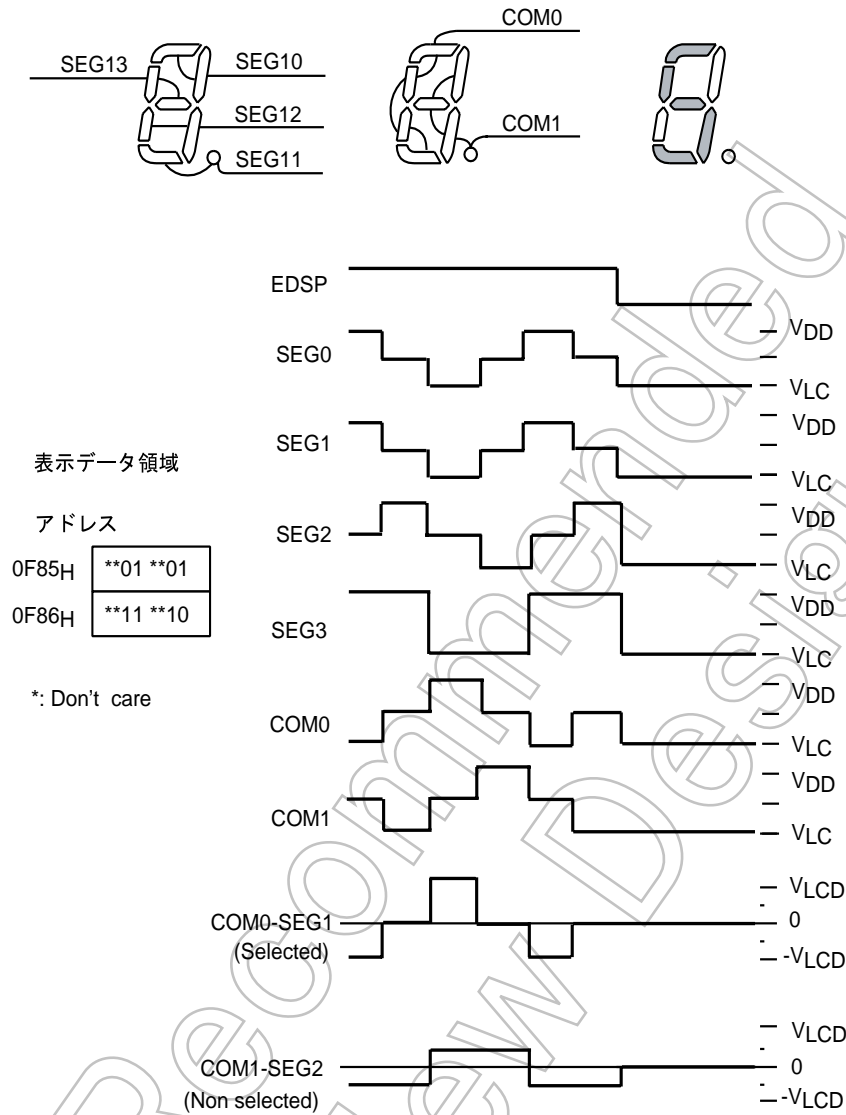 COM0
SEG13
SEG10
SEG12
COM1
SEG11
EDSP
VDD
SEG0
VLC
VDD
SEG1
VLC
表示データ領域
VDD
アドレス
SEG2
0F85H
**01 **01
VLC
VDD
0F86H
**11 **10
SEG3
VLC
*: Don't care
VDD
COM0
VLC
VDD
COM1
VLC
VLCD
COM0-SEG1
0
(Selected)
-VLCD
VLCD
COM1-SEG2
0
(Non selected)
-VLCD
Recommended
New Design